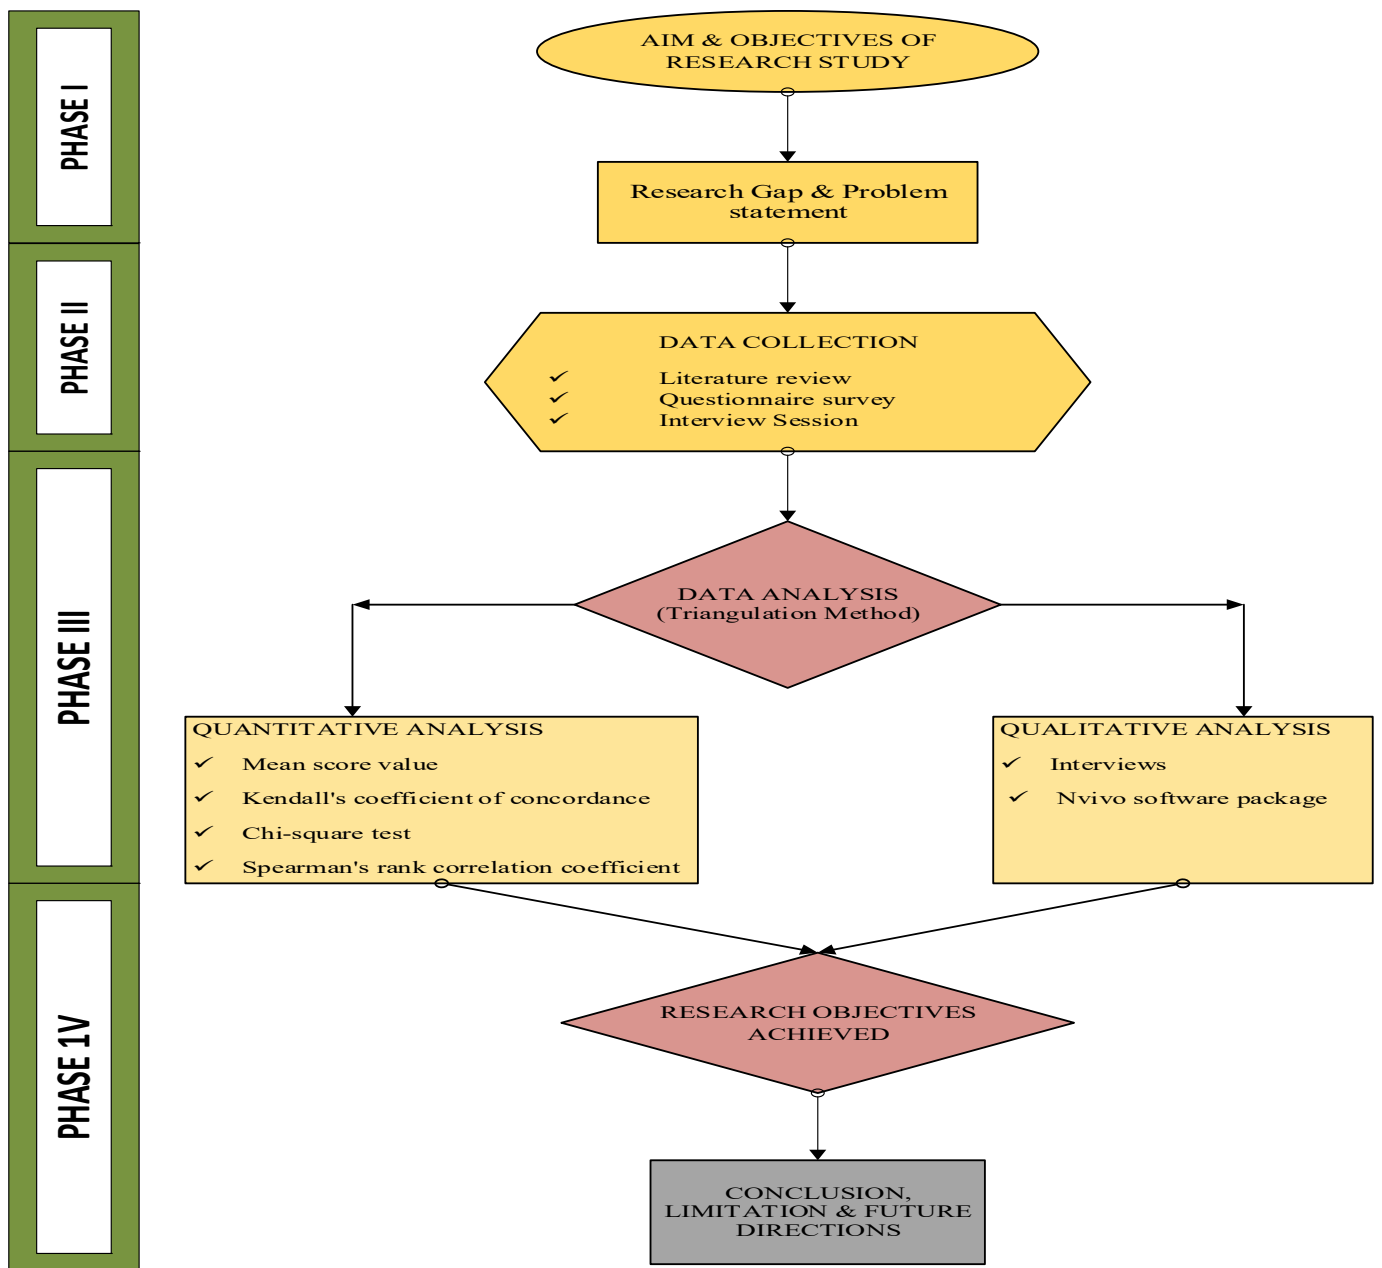 PHASE I
AIM & OBJECTIVES OF
RESEARCH STUDY
Research Gap & Problem
statement
PHASE II
DATA COLLECTION
✓ Literature review
✓ Questionnaire survey
✓ Interview Session
PHASE III
DATA ANALYSIS
(Triangulation Method)
QUANTITATIVE ANALYSIS
✓ Mean score value
✓ Kendall's coefficient of concordance
✓ Chi-square test
✓ Spearman's rank correlation coefficient
QUALITATIVE ANALYSIS
✓ Interviews
✓ Nvivo software package
PHASE 1V
RESEARCH OBJECTIVES
ACHIEVED
CONCLUSION,
LIMITATION & FUTURE
DIRECTIONS